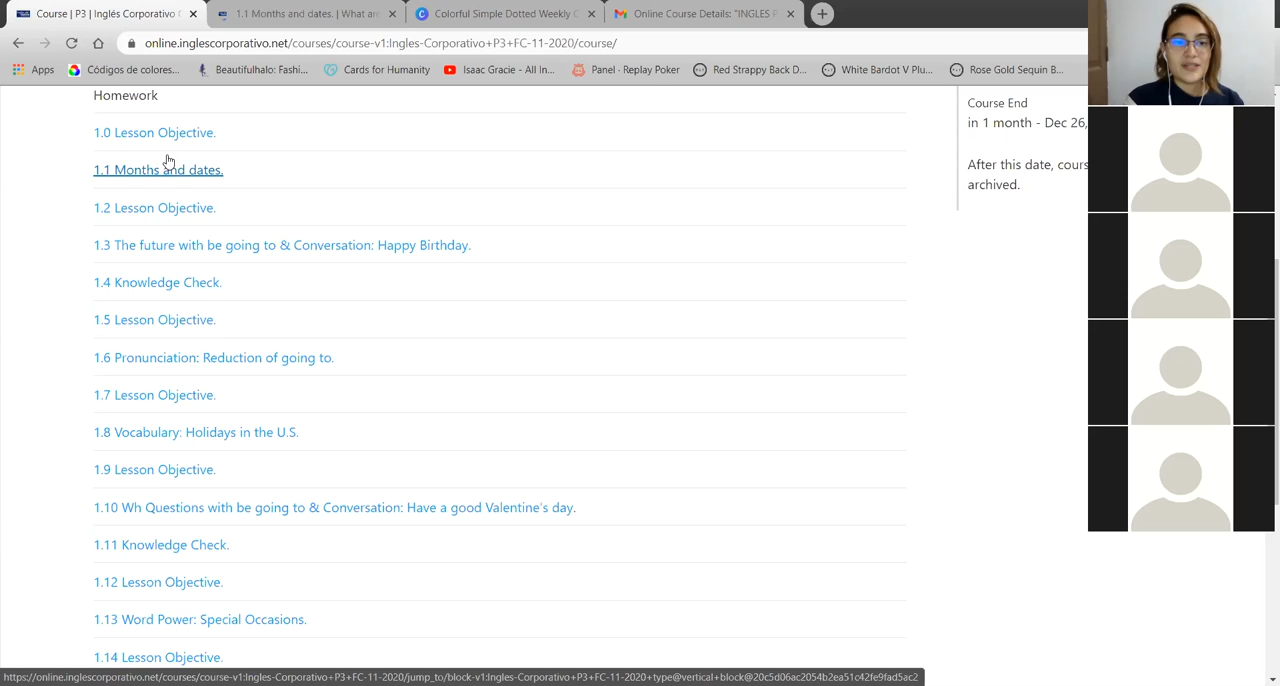 Course | P3 | Inglés Corporativo
1.1 Months and dates. | What are
Colorful Simple Dotted Weekly C
Online Course Details: "INGLES P
online.inglescorporativo.net/courses/course-v1:Ingles-Corporativo+P3+FC-11-2020/course/
Apps
Códigos de colores...
Beautifulhalo: Fashi...
Cards for Humanity
Isaac Gracie - All In...
Panel · Replay Poker
Red Strappy Back D...
White Bardot V Plu...
Rose Gold Sequin B...
Homework
1.0 Lesson Objective.
1.1 Months and dates.
1.2 Lesson Objective.
1.3 The future with be going to & Conversation: Happy Birthday.
1.4 Knowledge Check.
1.5 Lesson Objective.
1.6 Pronunciation: Reduction of going to.
1.7 Lesson Objective.
1.8 Vocabulary: Holidays in the U.S.
1.9 Lesson Objective.
1.10 Wh Questions with be going to & Conversation: Have a good Valentine's day.
1.11 Knowledge Check.
1.12 Lesson Objective.
1.13 Word Power: Special Occasions.
1.14 Lesson Objective.
Course End
in 1 month - Dec 26,
After this date, cours
archived.
https://online.inglescorporativo.net/courses/course-v1:Ingles-Corporativo+P3+FC-11-2020/jump_to/block-v1:Ingles-Corporativo+P3+FC-11-2020+type@vertical+block@20c5d06ac2054b2ea51c42fe9fad5ac2